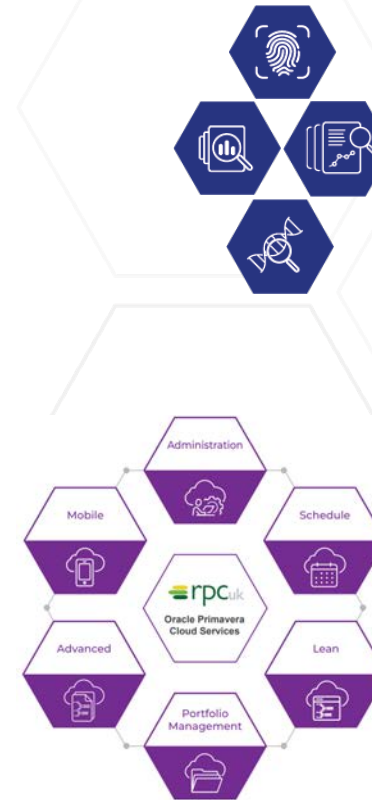 Administration
Mobile
Schedule
rpcuk
Oracle Primavera
Cloud Services
Advanced
Lean
Portfolio
Management